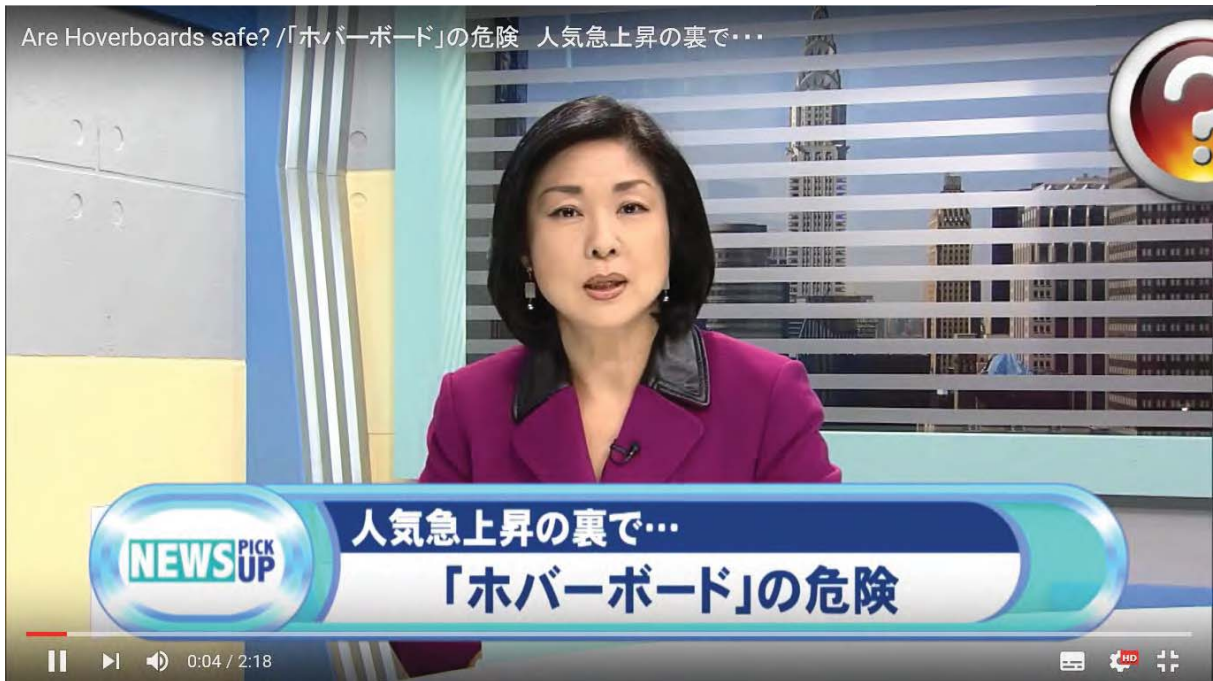 Are Hoverboards safe? /「ホバーボード」の危険　人気急上昇の裏で・・・
?
人気急上昇の裏で…
NEWS PICK UP
「ホバーボード」の危険
0:04 / 2:18
HD